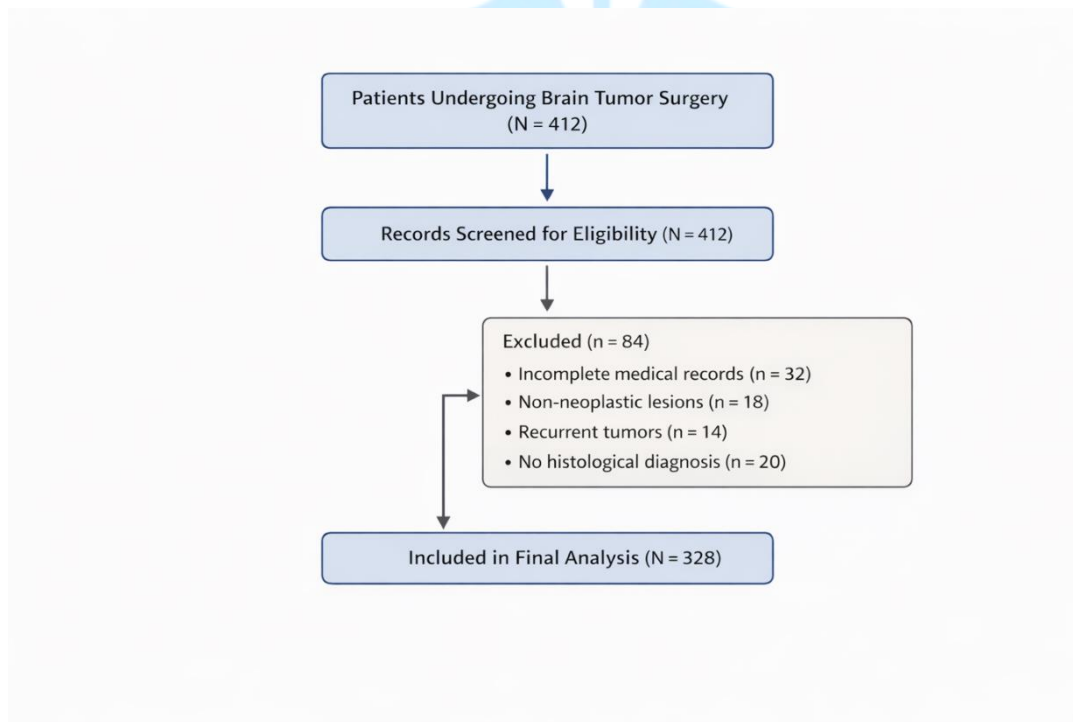 Patients Undergoing Brain Tumor Surgery
(N = 412)
Records Screened for Eligibility (N = 412)
Excluded (n = 84)
• Incomplete medical records (n = 32)
• Non-neoplastic lesions (n = 18)
• Recurrent tumors (n = 14)
• No histological diagnosis (n = 20)
Included in Final Analysis (N = 328)